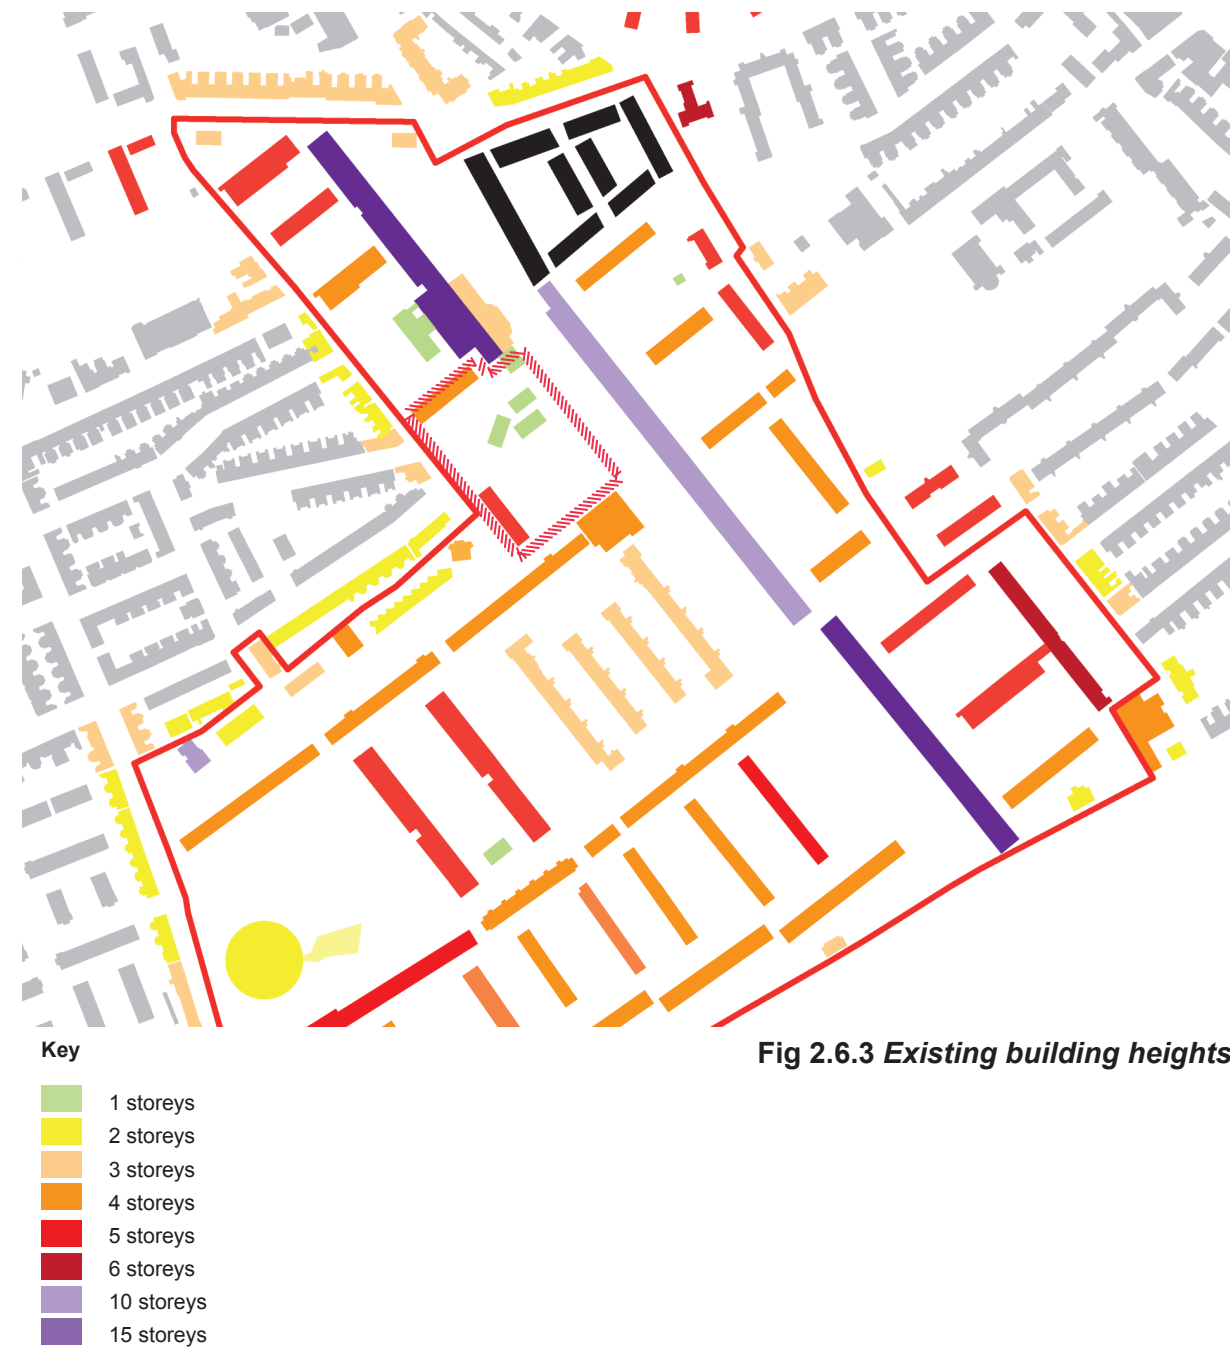 Key
Fig 2.6.3 Existing building heights
1 storeys
2 storeys
3 storeys
4 storeys
5 storeys
6 storeys
10 storeys
15 storeys